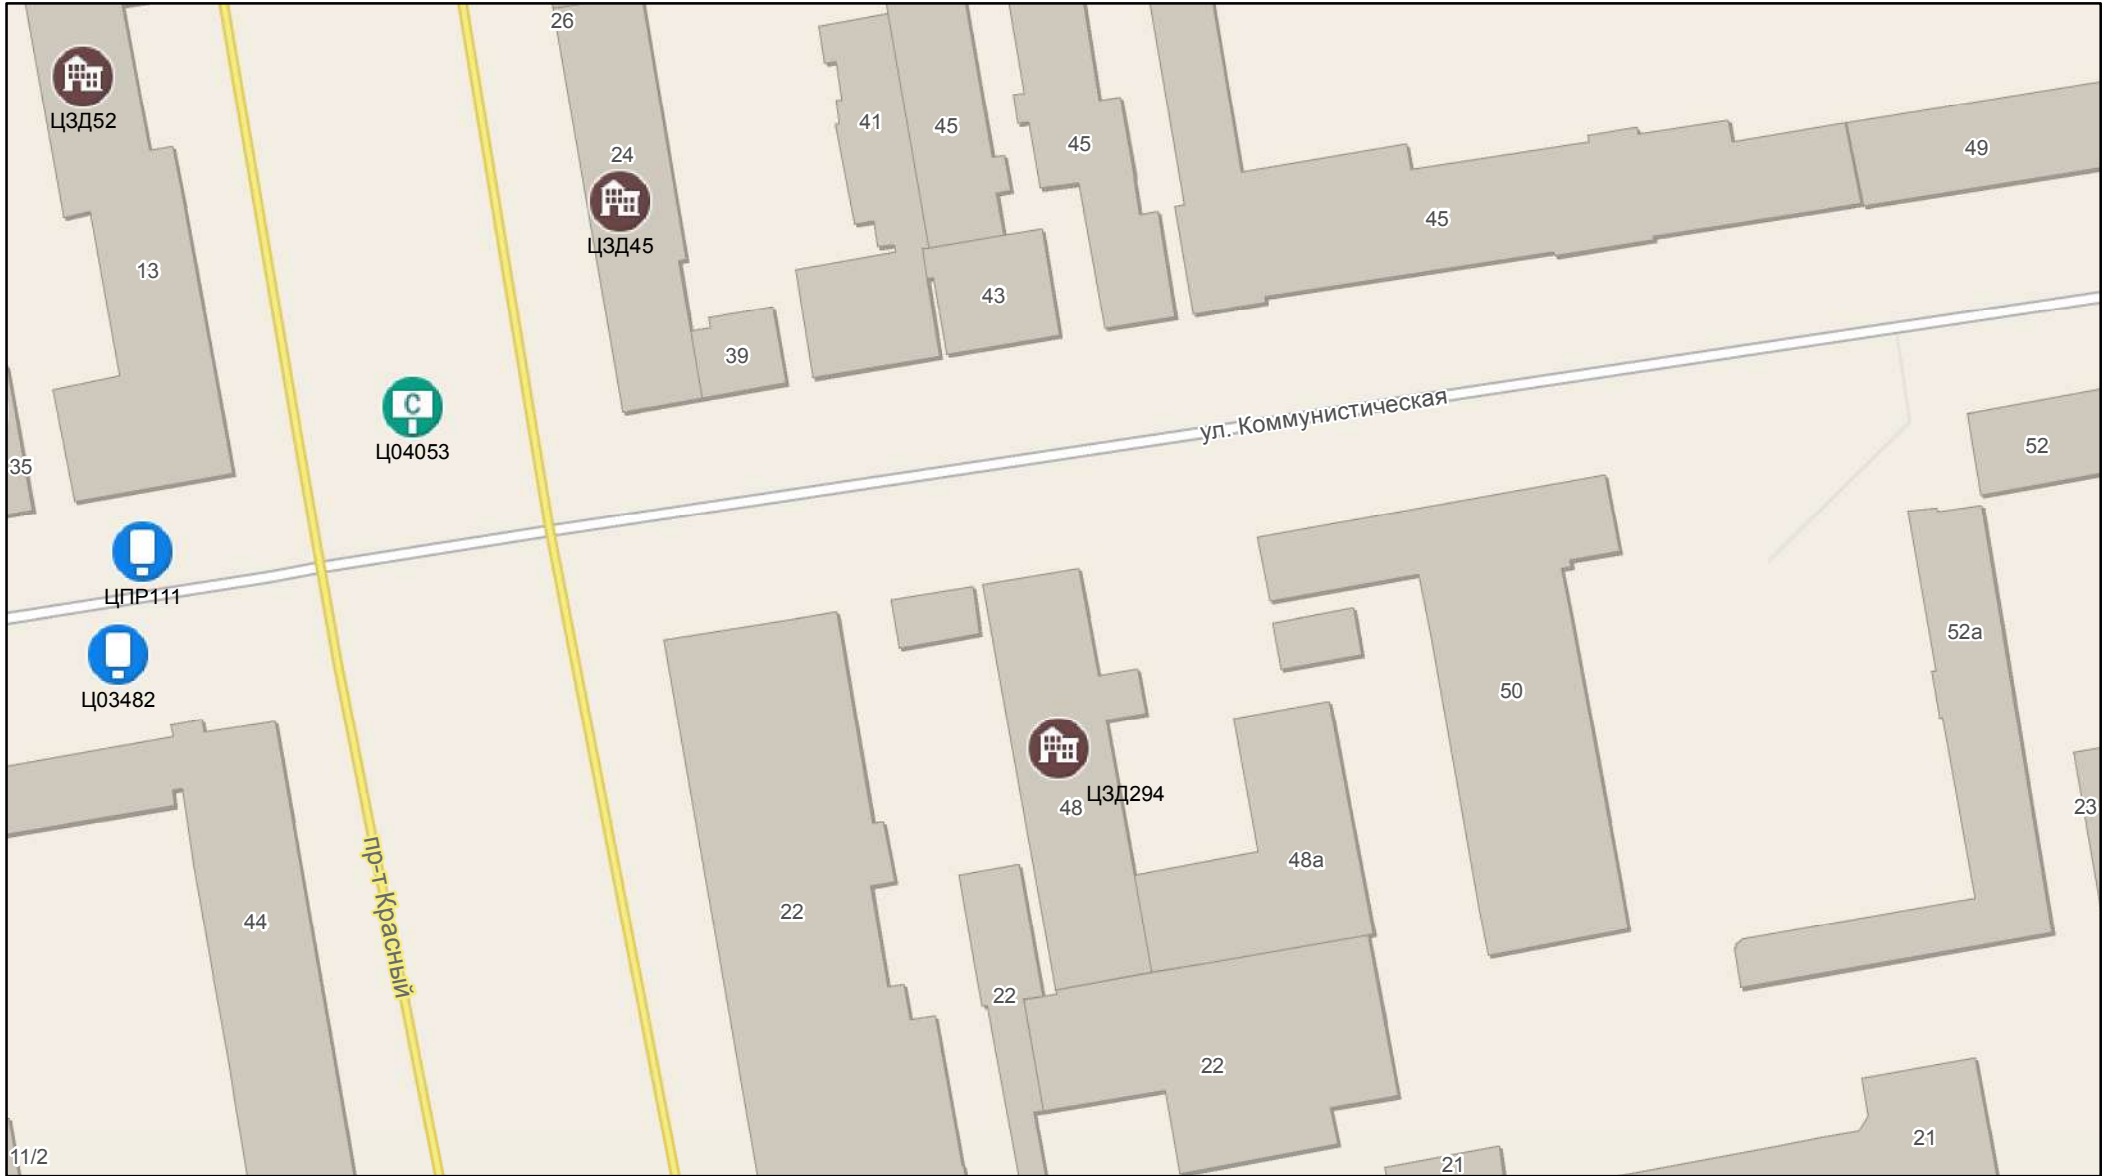 26
ЦЗД52
41
45
45
24
49
45
ЦЗД45
13
43
39
С
ул. Коммунистическая
Ц04053
35
52
ЦПР111
52а
Ц03482
50
ЦЗД294
48
23
48а
пр-т Красный
44
22
22
22
11/2
21
21